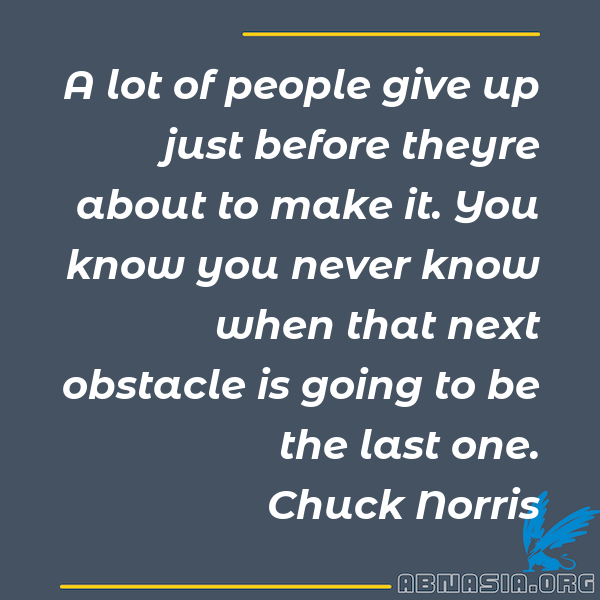 A lot of people give up
just before theyre
about to make it. You
know you never know
when that next
obstacle is going to be
the last one.
Chuck Norris
ABNASIA.ORG